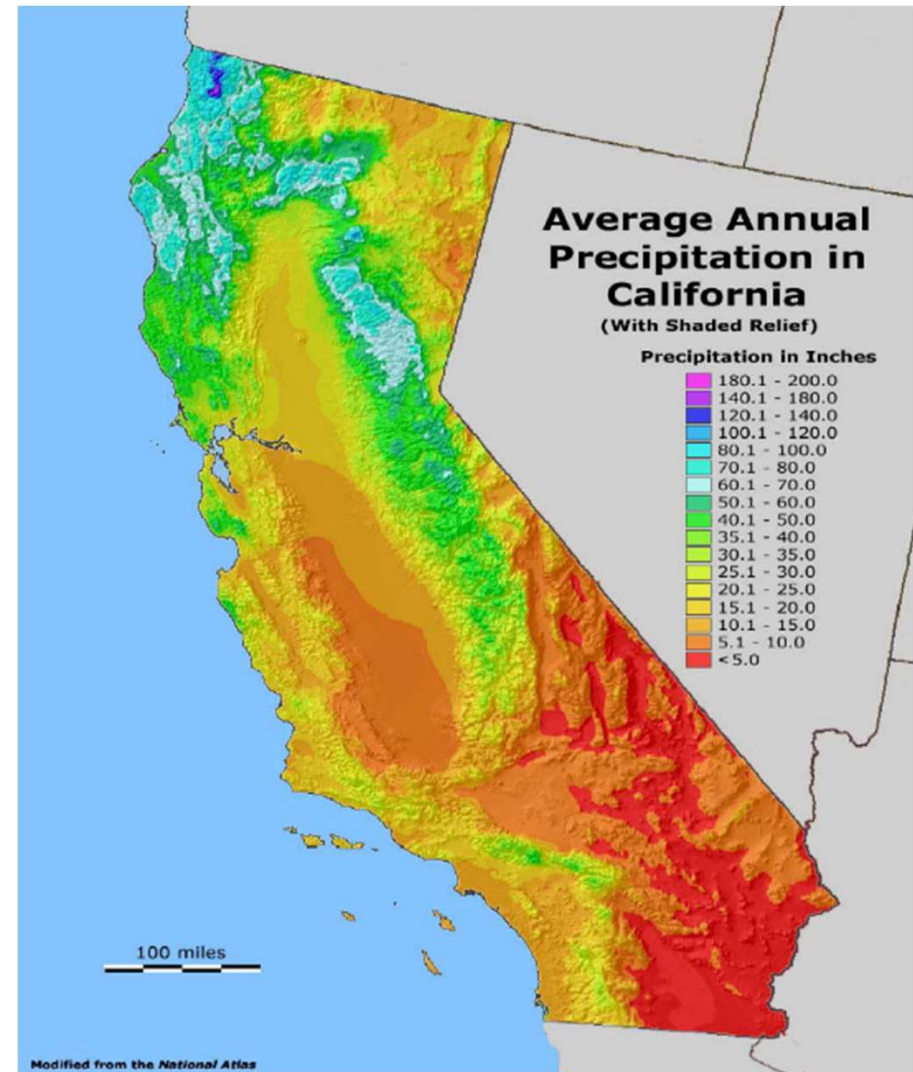 Average Annual
Precipitation in
California
(With Shaded Relief)
Precipitation in Inches
180.1 - 200.0
140.1 - 180.0
120.1 - 140.0
100.1 - 120.0
80.1 - 100.0
70.1 - 80.0
60.1 - 70.0
50.1 - 60.0
40.1 - 50.0
35.1 - 40.0
30.1 - 35.0
25.1 - 30.0
20.1 - 25.0
15.1 - 20.0
10.1 - 15.0
5.1 - 10.0
<5.0
100 miles
Modified from the National Atlas